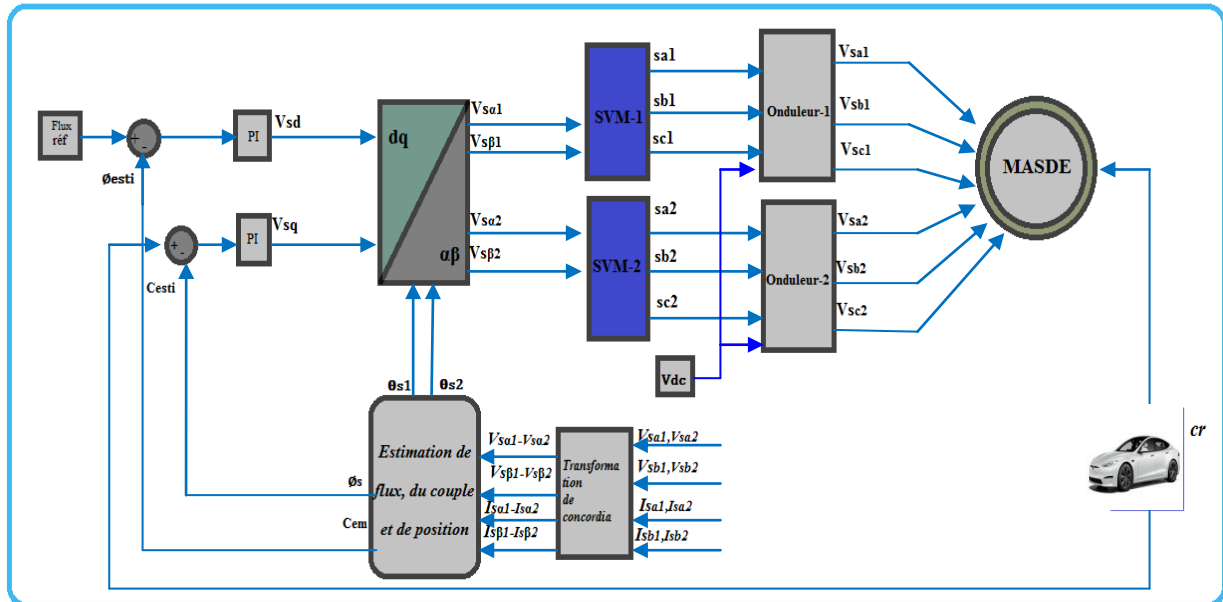 Flux
réf
+
-
Øesti
PI
Vsd
+
-
Cesti
PI
Vsq
dq
αβ
Vsα1
Vsβ1
Vsα2
Vsβ2
SVM-1
sa1
sb1
sc1
SVM-2
sa2
sb2
sc2
Onduleur-1
Vsa1
Vsb1
Vsc1
Onduleur-2
Vsa2
Vsb2
Vsc2
MASDE
Vdc
θs1
θs2
Øs
Cem
Estimation de
flux, du couple
et de position
Vsα1-Vsα2
Vsβ1-Vsβ2
Isα1-Isα2
Isβ1-Isβ2
Transforma
tion
de
concordia
Vsa1,Vsa2
Vsb1,Vsb2
Isa1,Isa2
Isb1,Isb2
cr